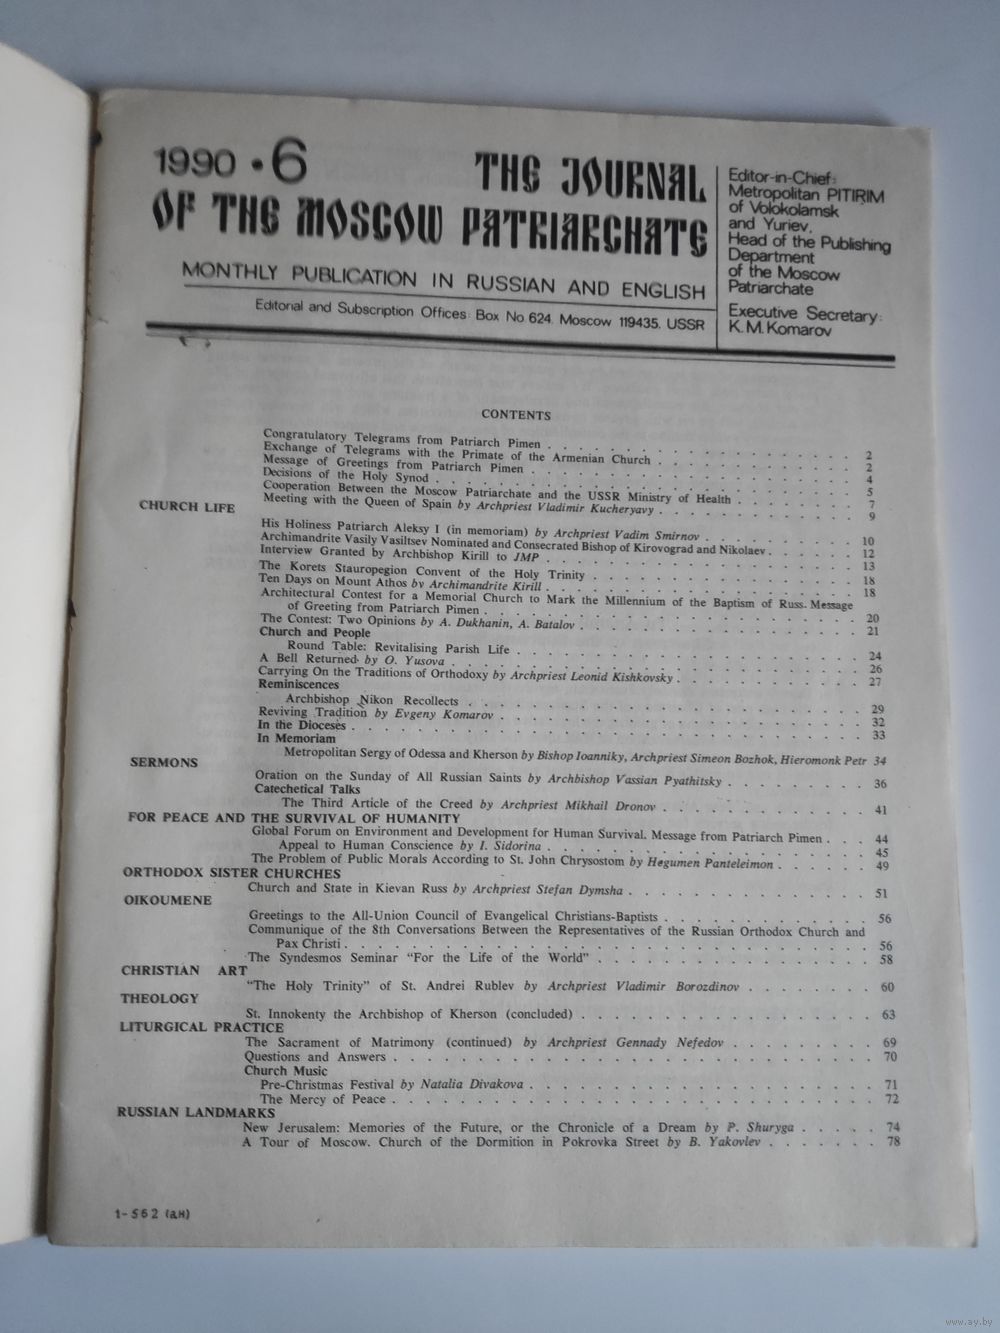 1990 · 6 THE JOURNAL
OF THE MOSCOW PATRIARCHATE
MONTHLY PUBLICATION IN RUSSIAN AND ENGLISH
Editorial and Subscription Offices: Box No 624. Moscow 119435. USSR
Editor-in-Chief:
Metropolitan PITIRIM
of Volokolamsk
and Yuriev,
Head of the Publishing
Department
of the Moscow
Patriarchate
Executive Secretary:
K. M. Komarov
CONTENTS
Congratulatory Telegrams from Patriarch Pimen . . . 2
Exchange of Telegrams with the Primate of the Armenian Church . . . 2
Message of Greetings from Patriarch Pimen . . . 4
Decisions of the Holy Synod . . . 5
Cooperation Between the Moscow Patriarchate and the USSR Ministry of Health . . . 7
Meeting with the Queen of Spain by Archpriest Vladimir Kucheryavy . . . 9
CHURCH LIFE
His Holiness Patriarch Aleksy I (in memoriam) by Archpriest Vadim Smirnov . . . 10
Archimandrite Vasily Vasiltsev Nominated and Consecrated Bishop of Kirovograd and Nikolaev . . . 12
Interview Granted by Archbishop Kirill to JMP . . . 13
The Korets Stauropegion Convent of the Holy Trinity . . . 18
Ten Days on Mount Athos by Archimandrite Kirill . . . 18
Architectural Contest for a Memorial Church to Mark the Millennium of the Baptism of Russ. Message
of Greeting from Patriarch Pimen . . . 20
The Contest: Two Opinions by A. Dukhanin, A. Batalov . . . 21
Church and People
Round Table: Revitalising Parish Life . . . 24
A Bell Returned by O. Yusova . . . 26
Carrying On the Traditions of Orthodoxy by Archpriest Leonid Kishkovsky . . . 27
Reminiscences
Archbishop Nikon Recollects . . . 29
Reviving Tradition by Evgeny Komarov . . . 32
In the Dioceses . . . 33
In Memoriam
Metropolitan Sergy of Odessa and Kherson by Bishop Ioanniky, Archpriest Simeon Bozhok, Hieromonk Petr 34
SERMONS
Oration on the Sunday of All Russian Saints by Archbishop Vassian Pyathitsky . . . 36
Catechetical Talks
The Third Article of the Creed by Archpriest Mikhail Dronov . . . 41
FOR PEACE AND THE SURVIVAL OF HUMANITY
Global Forum on Environment and Development for Human Survival. Message from Patriarch Pimen . . . 44
Appeal to Human Conscience by I. Sidorina . . . 45
The Problem of Public Morals According to St. John Chrysostom by Hegumen Panteleimon . . . 49
ORTHODOX SISTER CHURCHES
Church and State in Kievan Russ by Archpriest Stefan Dymsha . . . 51
OIKOUMENE
Greetings to the All-Union Council of Evangelical Christians-Baptists . . . 56
Communique of the 8th Conversations Between the Representatives of the Russian Orthodox Church and
Pax Christi . . . 56
The Syndesmos Seminar “For the Life of the World” . . . 58
CHRISTIAN ART
“The Holy Trinity” of St. Andrei Rublev by Archpriest Vladimir Borozdinov . . . 60
THEOLOGY
St. Innokenty the Archbishop of Kherson (concluded) . . . 63
LITURGICAL PRACTICE
The Sacrament of Matrimony (continued) by Archpriest Gennady Nefedov . . . 69
Questions and Answers . . . 70
Church Music
Pre-Christmas Festival by Natalia Divakova . . . 71
The Mercy of Peace . . . 72
RUSSIAN LANDMARKS
New Jerusalem: Memories of the Future, or the Chronicle of a Dream by P. Shuryga . . . 74
A Tour of Moscow. Church of the Dormition in Pokrovka Street by B. Yakovlev . . . 78
1-562 (ая)
www.ay.by